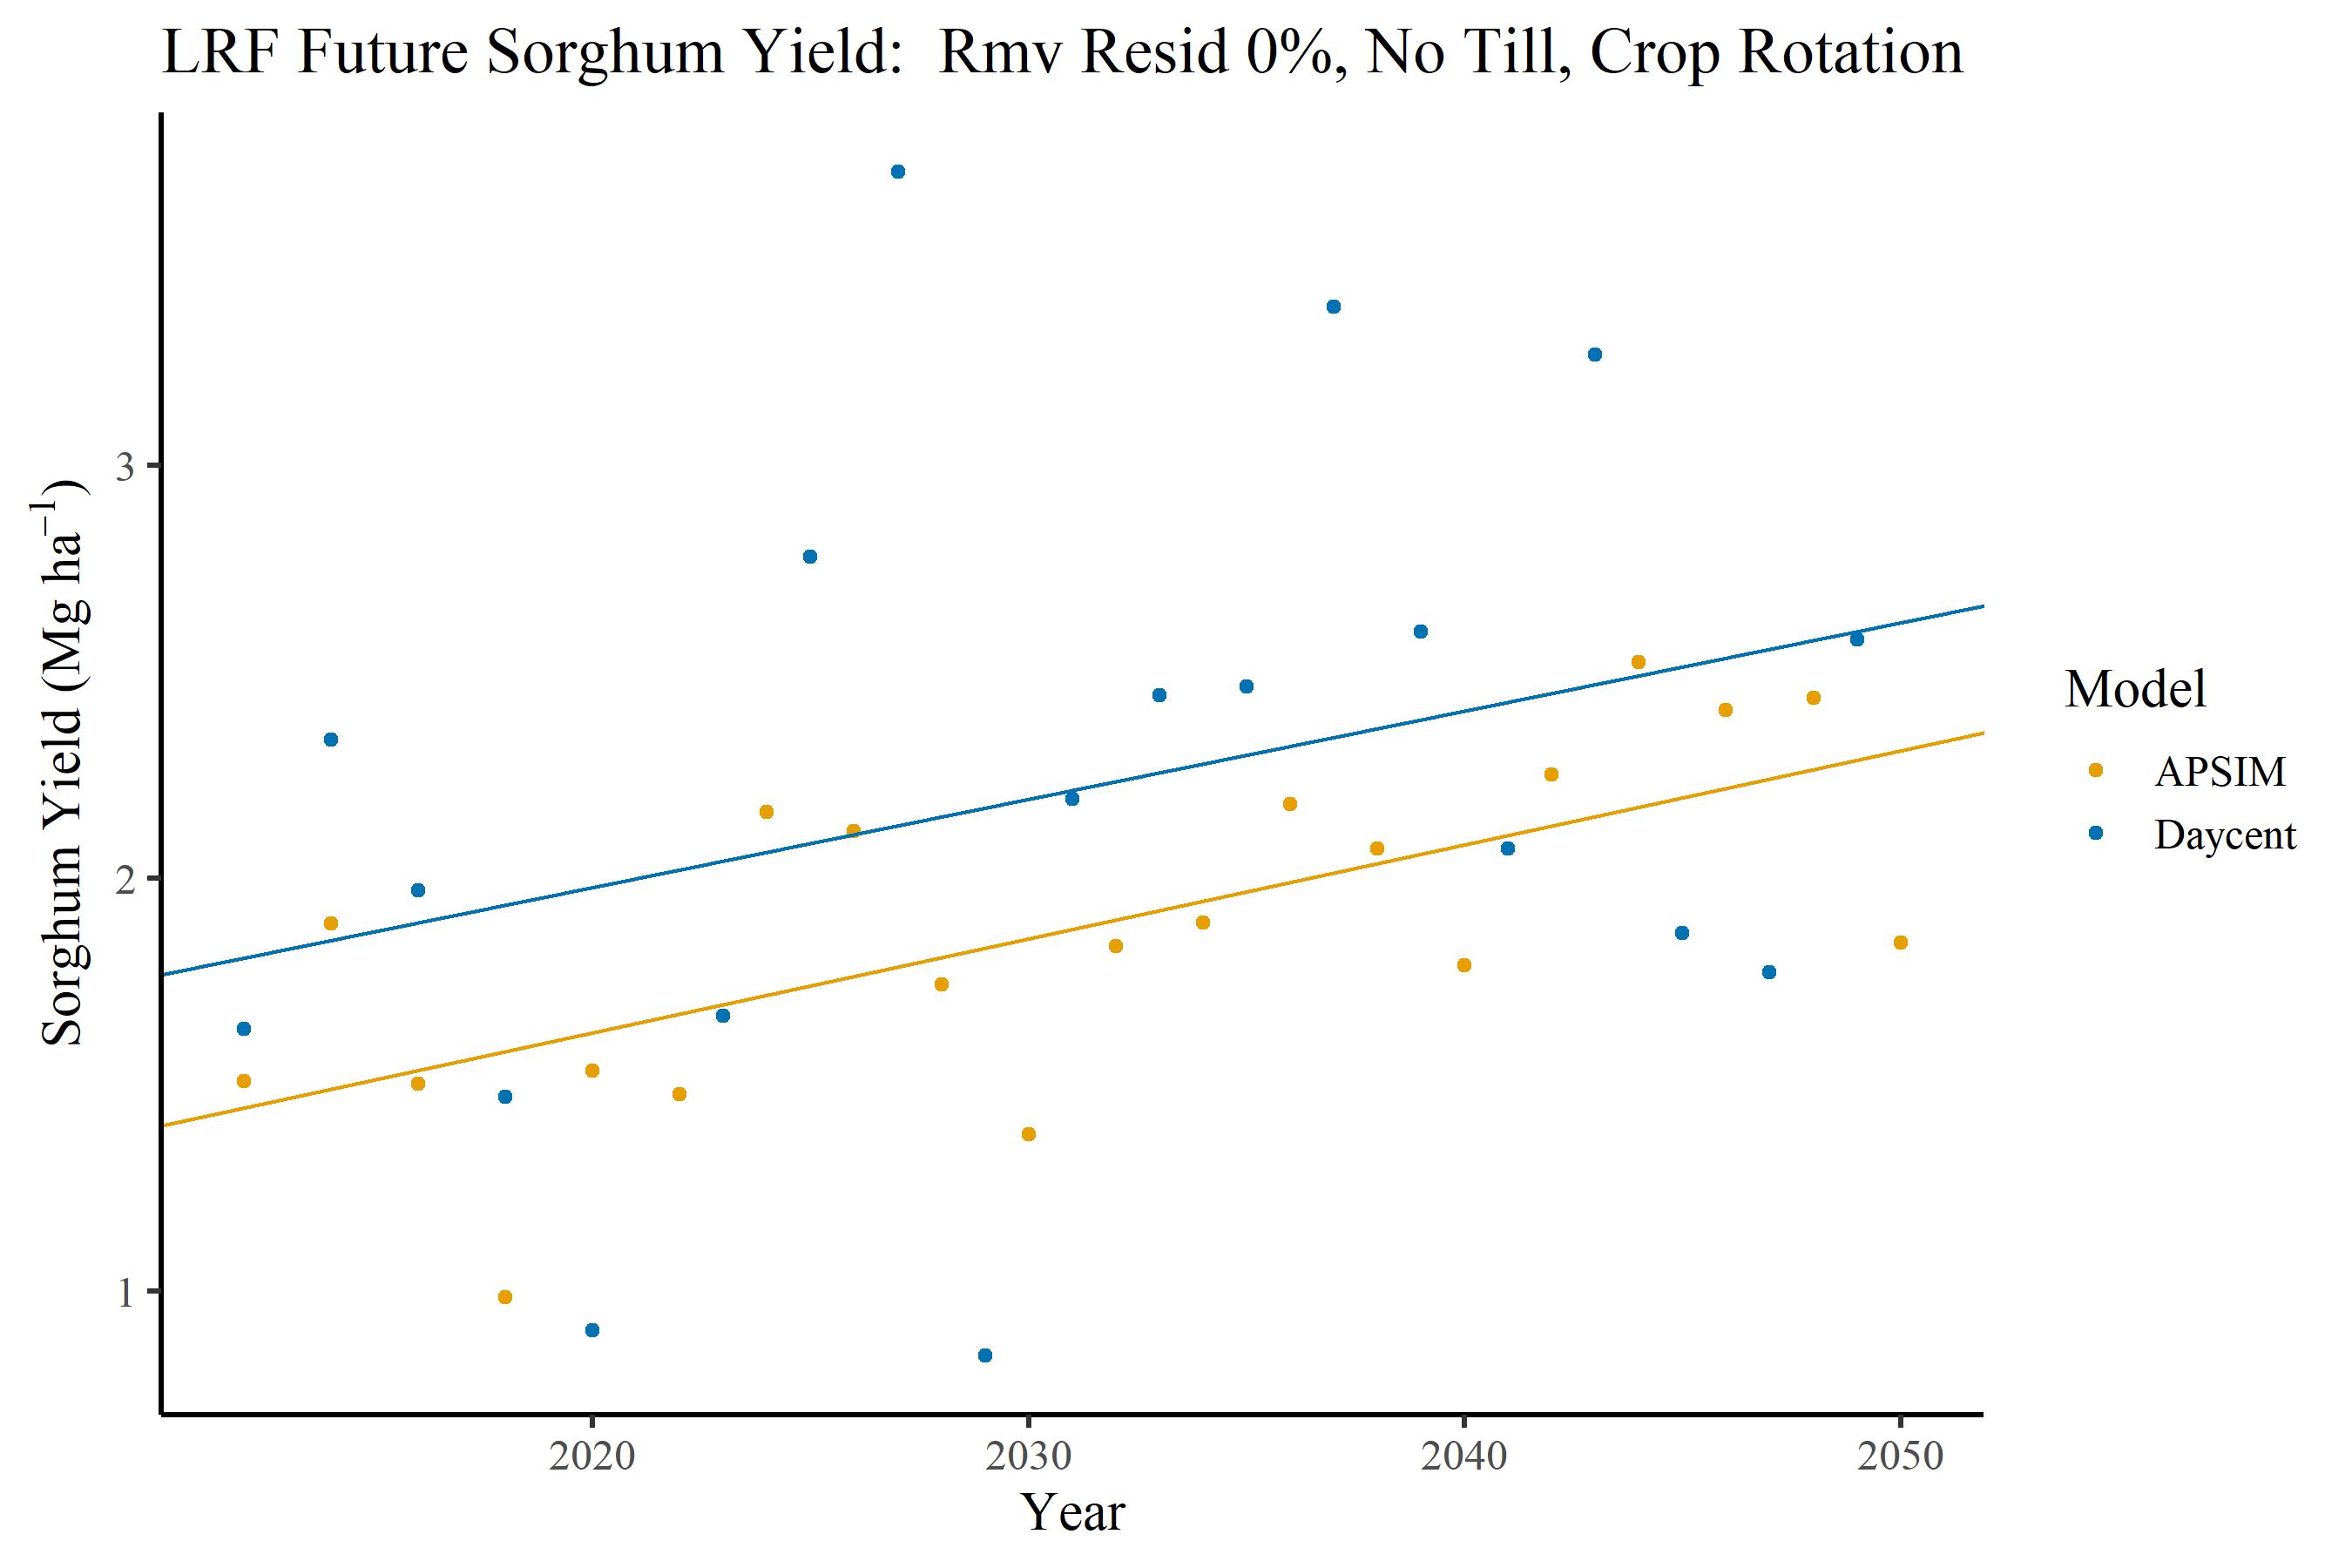 LRF Future Sorghum Yield:  Rmv Resid 0%, No Till, Crop Rotation
Sorghum Yield (Mg ha⁻¹)
3
2
1
2020 2030 2040 2050
Year
Model
APSIM
Daycent